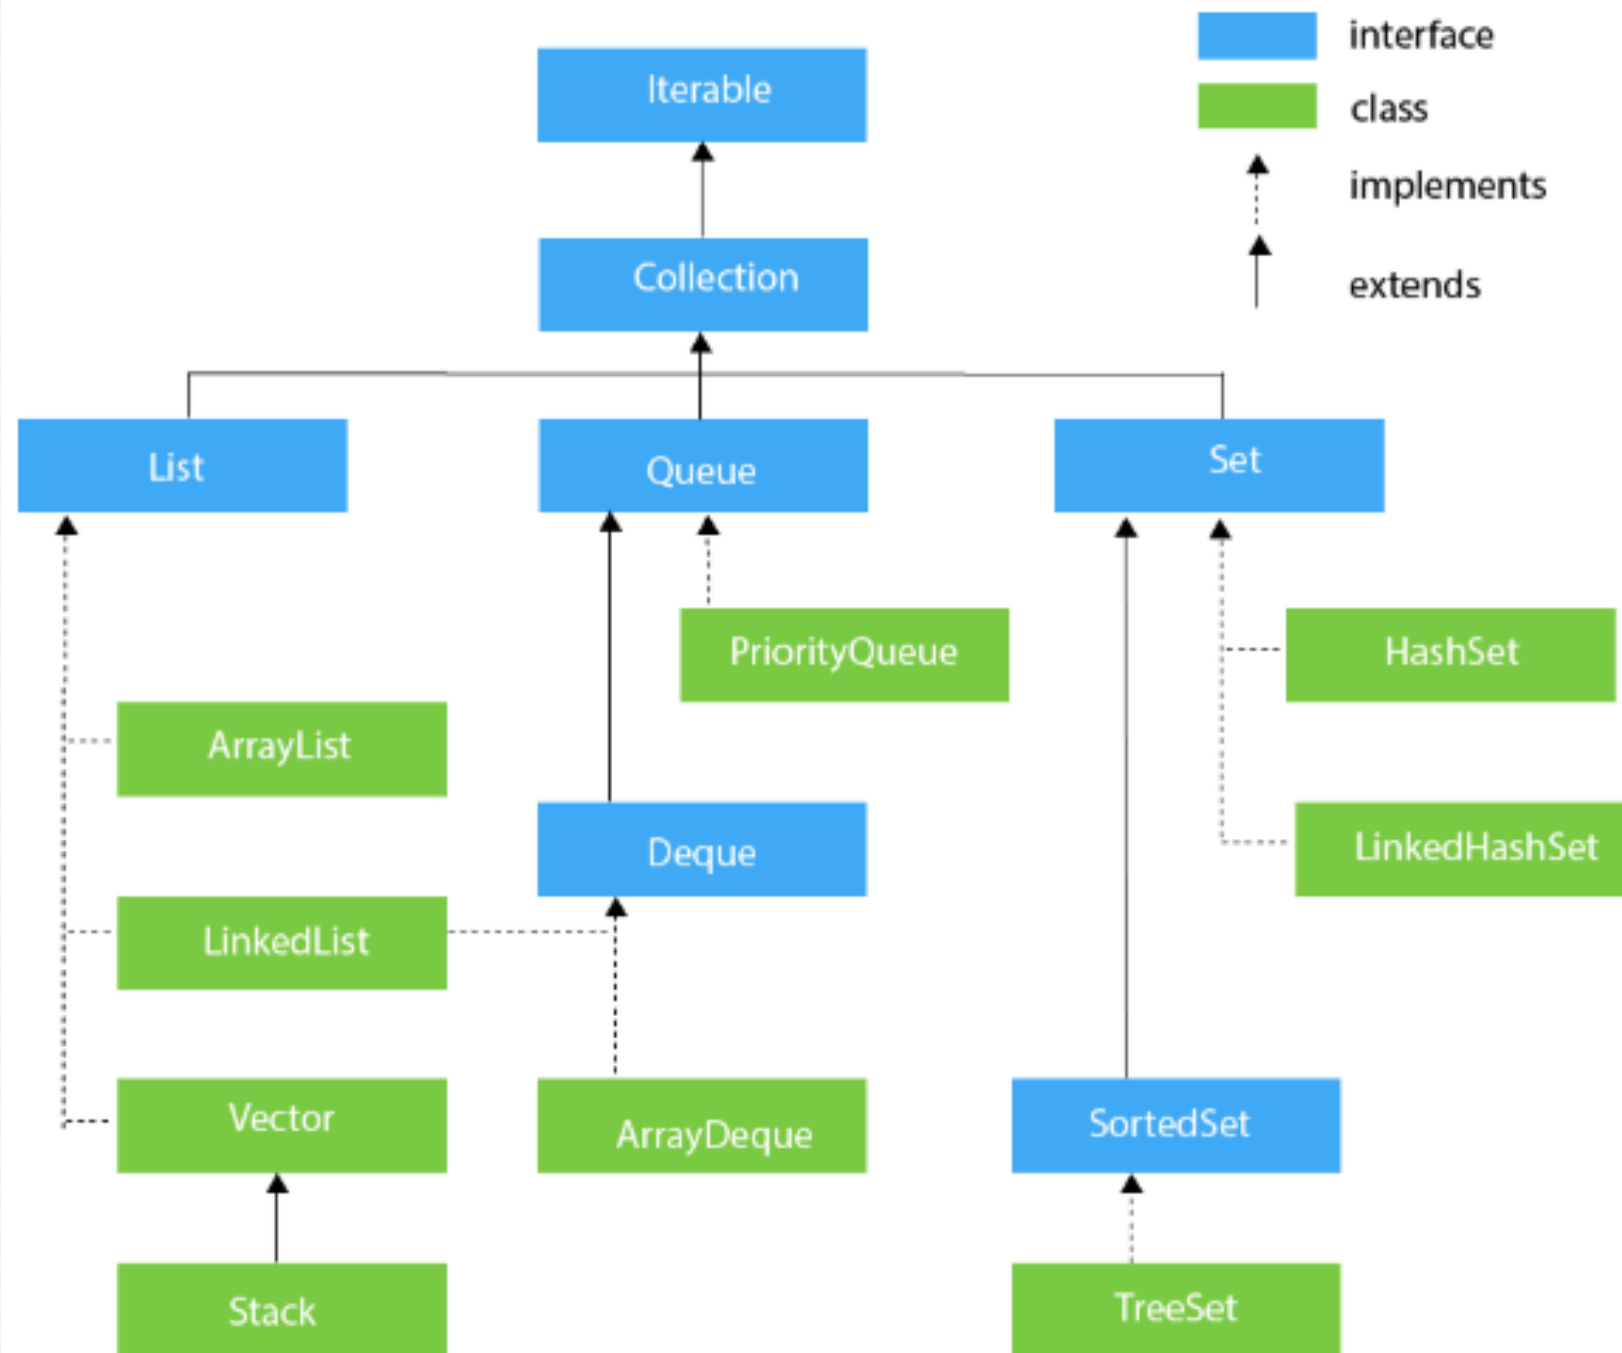 interface
class
implements
extends
Iterable
Collection
List
Queue
Set
PriorityQueue
HashSet
ArrayList
Deque
LinkedHashSet
LinkedList
Vector
ArrayDeque
SortedSet
Stack
TreeSet